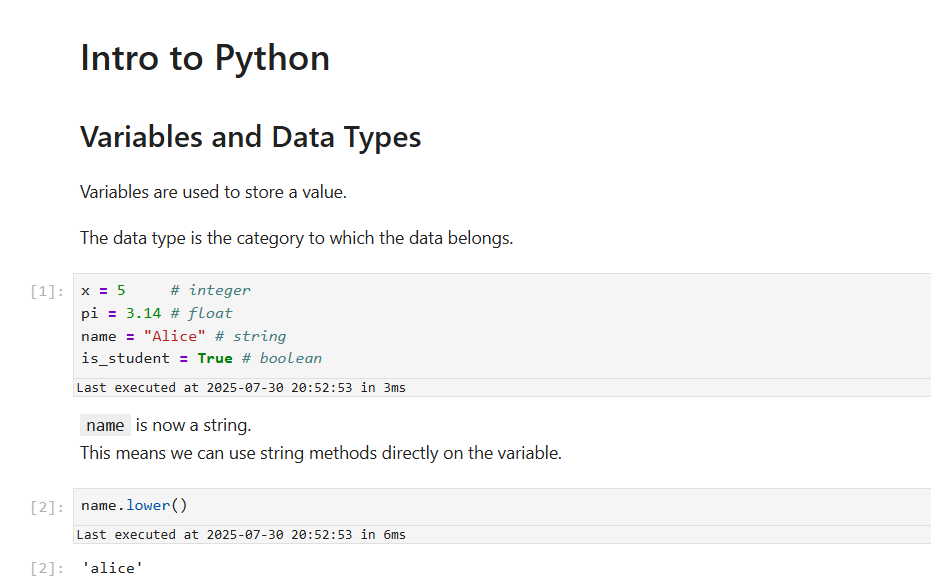 Intro to Python
Variables and Data Types
Variables are used to store a value.
The data type is the category to which the data belongs.
[1]: x = 5     # integer
pi = 3.14 # float
name = "Alice" # string
is_student = True # boolean
Last executed at 2025-07-30 20:52:53 in 3ms
name is now a string.
This means we can use string methods directly on the variable.
[2]: name.lower()
Last executed at 2025-07-30 20:52:53 in 6ms
[2]: 'alice'